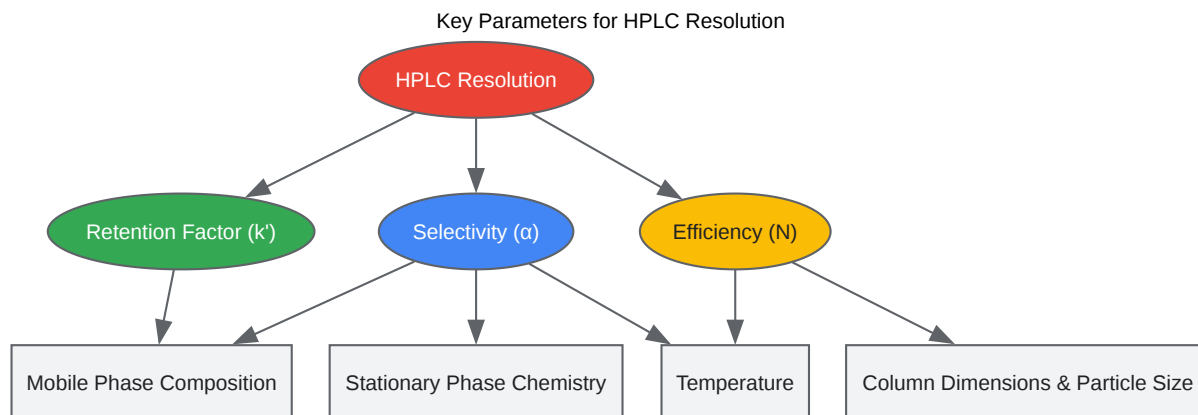 Key Parameters for HPLC Resolution
HPLC Resolution
Retention Factor (k')
Selectivity (α)
Efficiency (N)
Mobile Phase Composition
Stationary Phase Chemistry
Temperature
Column Dimensions & Particle Size